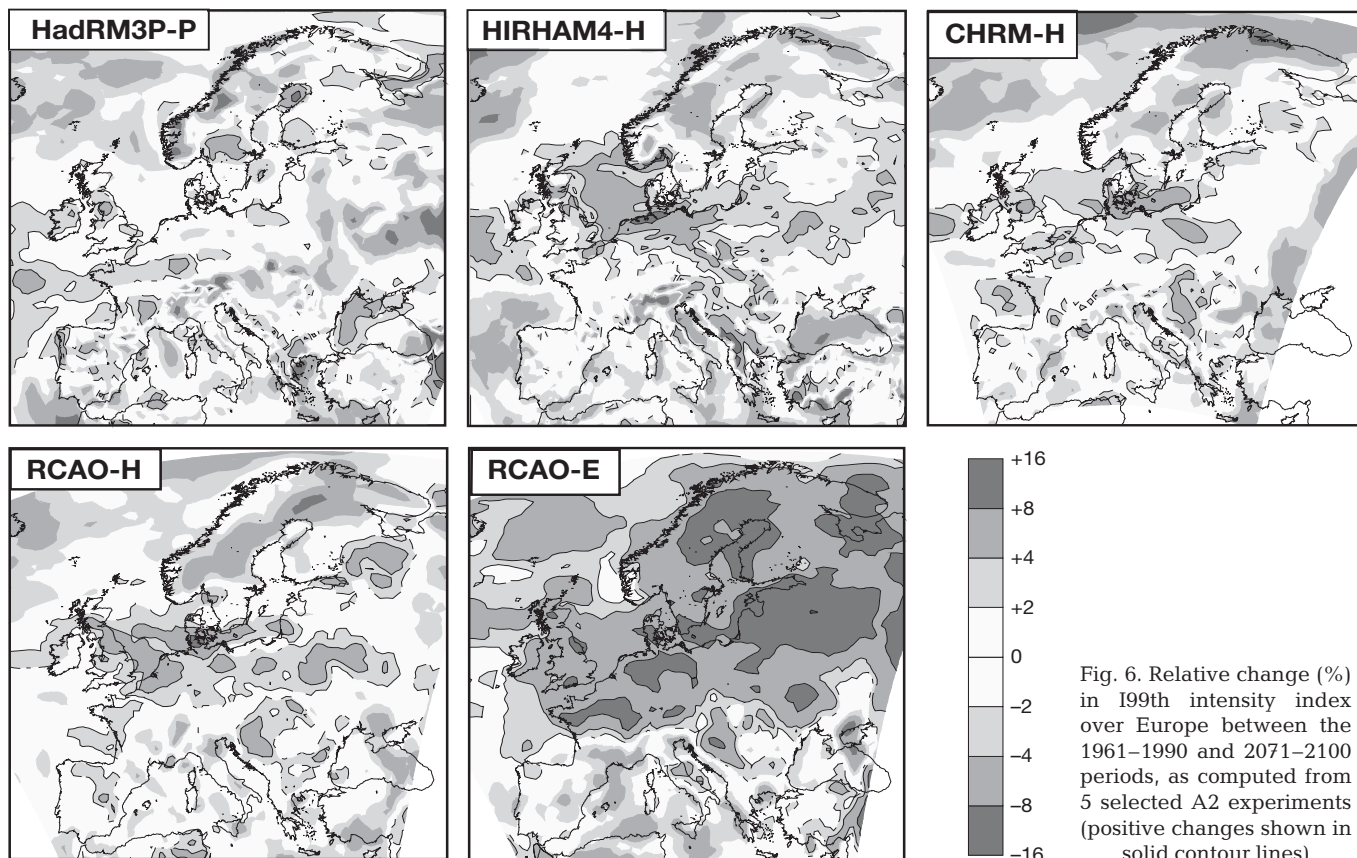 HadRM3P-P
HIRHAM4-H
CHRM-H
RCAO-H
RCAO-E
+16
+8
+4
+2
0
–2
–4
–8
–16
Fig. 6. Relative change (%)
in I99th intensity index
over Europe between the
1961–1990 and 2071–2100
periods, as computed from
5 selected A2 experiments
(positive changes shown in
solid contour lines)